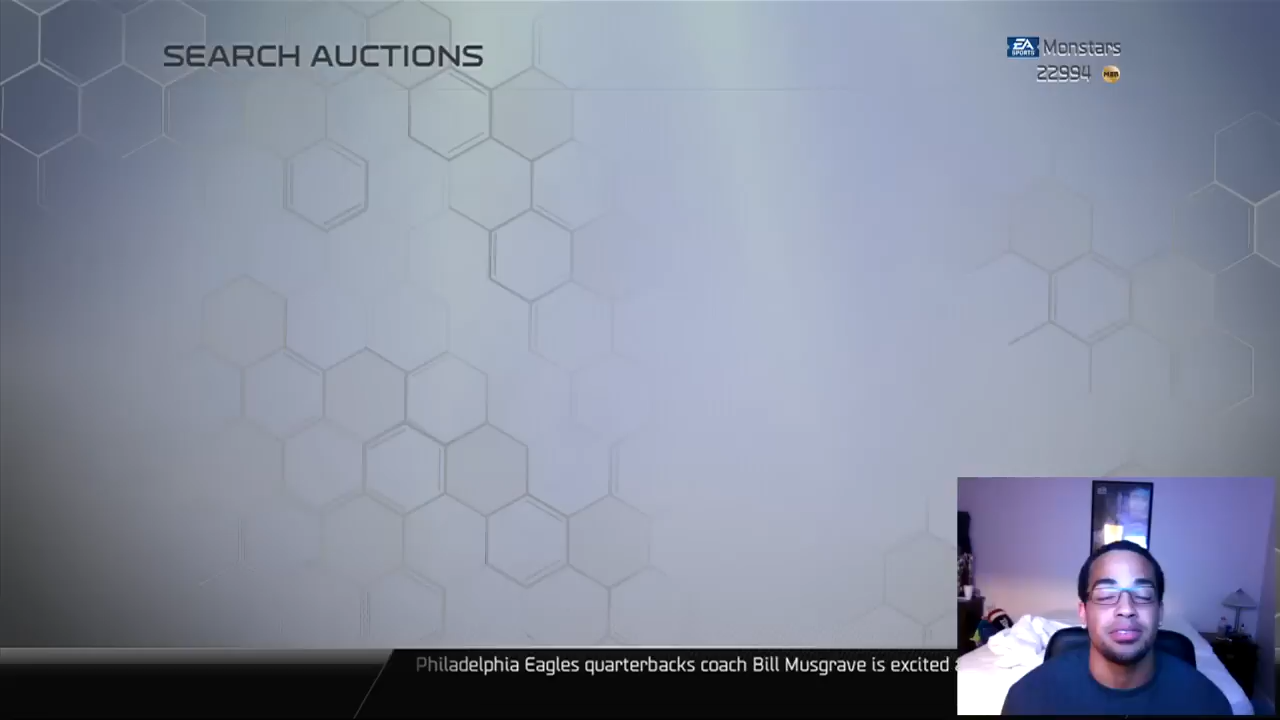 SEARCH AUCTIONS
EA SPORTS Monstars
22994
Philadelphia Eagles quarterbacks coach Bill Musgrave is excited